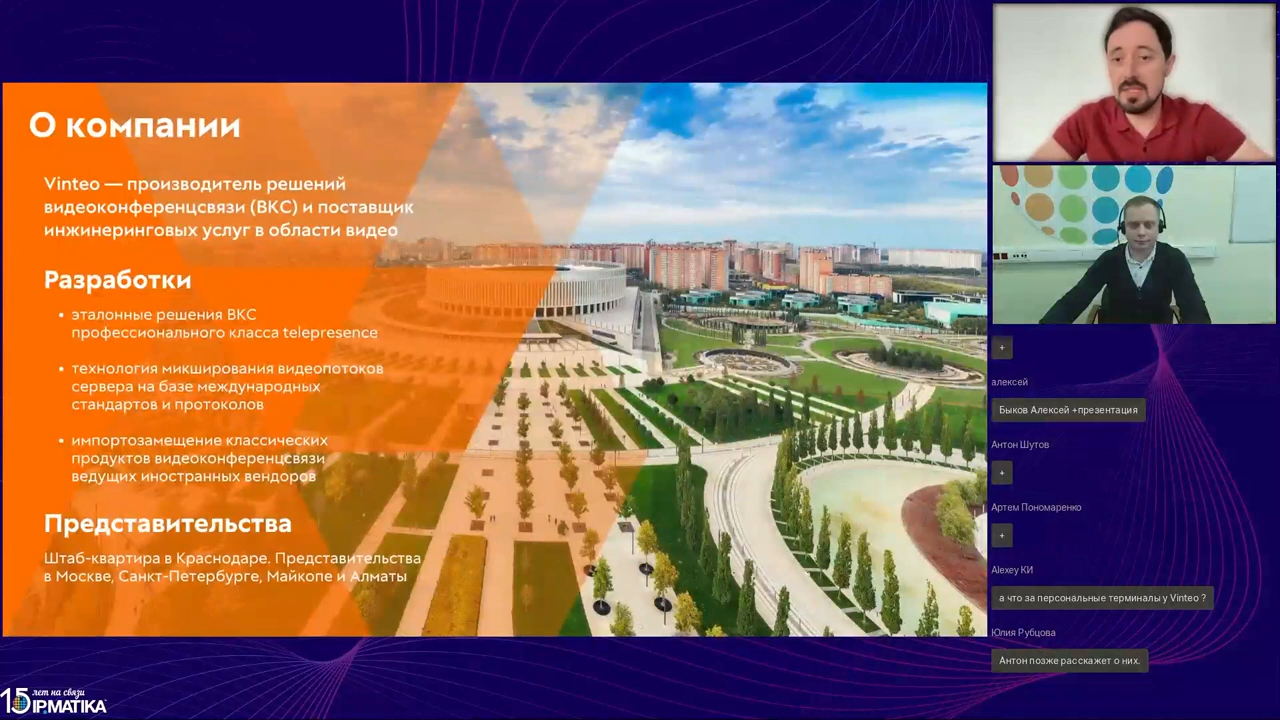 О компании
Vinteo — производитель решений
видеоконференцсвязи (ВКС) и поставщик
инжиниринговых услуг в области видео
Разработки
• эталонные решения ВКС
профессионального класса telepresence
• технология микширования видеопотоков
сервера на базе международных
стандартов и протоколов
• импортозамещение классических
продуктов видеоконференцсвязи
ведущих иностранных вендоров
Представительства
Штаб-квартира в Краснодаре. Представительства
в Москве, Санкт-Петербурге, Майкопе и Алматы
+
алексей
Быков Алексей +презентация
Антон Шутов
+
Артем Пономаренко
+
Alexey КИ
а что за персональные терминалы у Vinteo ?
Юлия Рубцова
Антон позже расскажет о них.
15 лет на связи
IPMATIKA